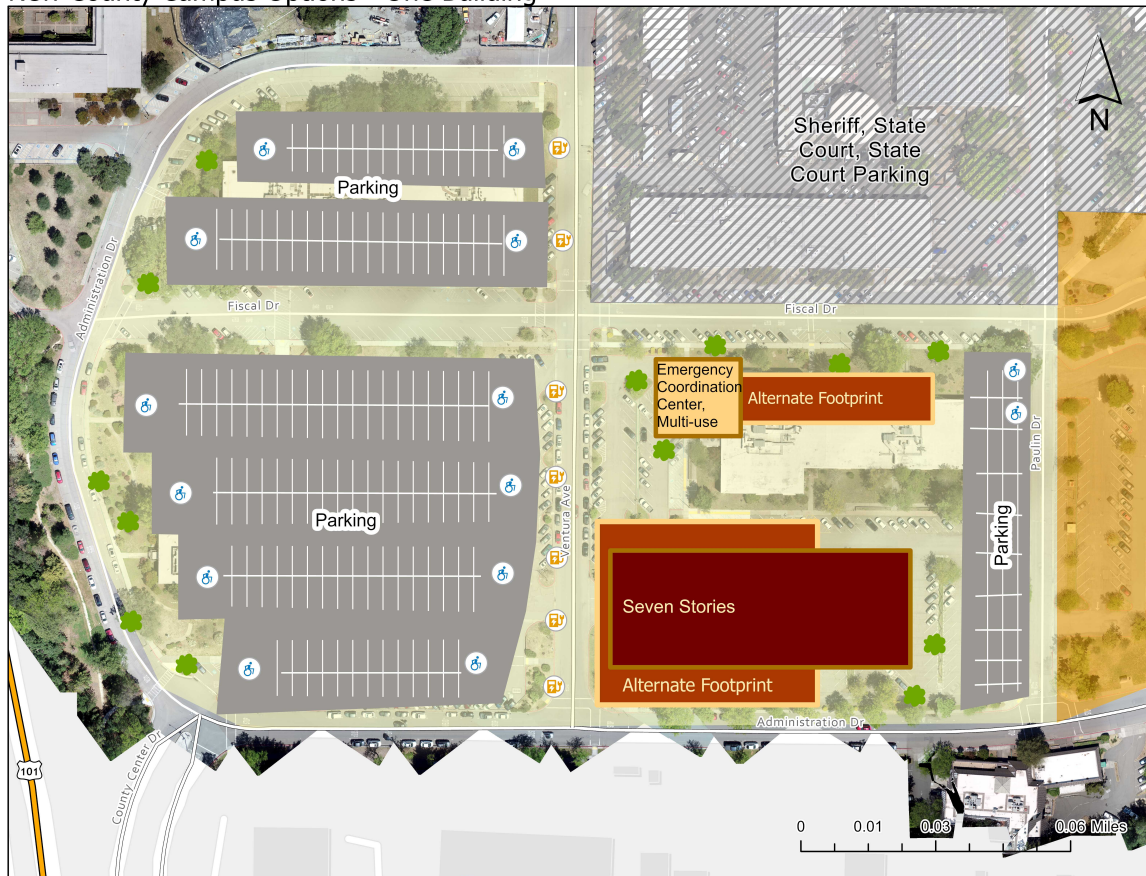 Sheriff, State
Court, State
Court Parking
N
Parking
Administration Dr
Fiscal Dr
Fiscal Dr
Emergency
Coordination
Center,
Multi-use
Alternate Footprint
Paulin Dr
Parking
Ventura Ave
Parking
Seven Stories
Alternate Footprint
Administration Dr
County Center Dr
101
0 0.01 0.03 0.06 Miles